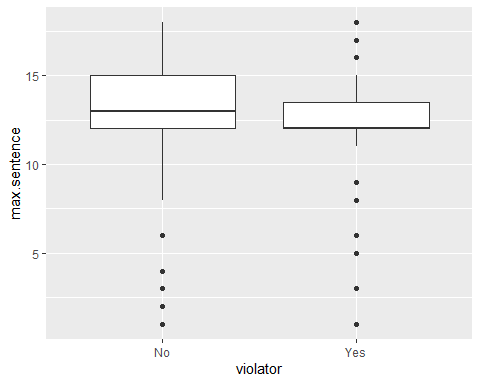 max.sentence
15
10
5
No
Yes
violator